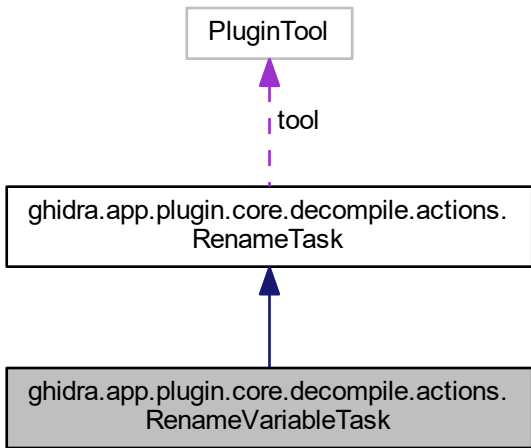 PluginTool
tool
ghidra.app.plugin.core.decompile.actions.
RenameTask
ghidra.app.plugin.core.decompile.actions.
RenameVariableTask